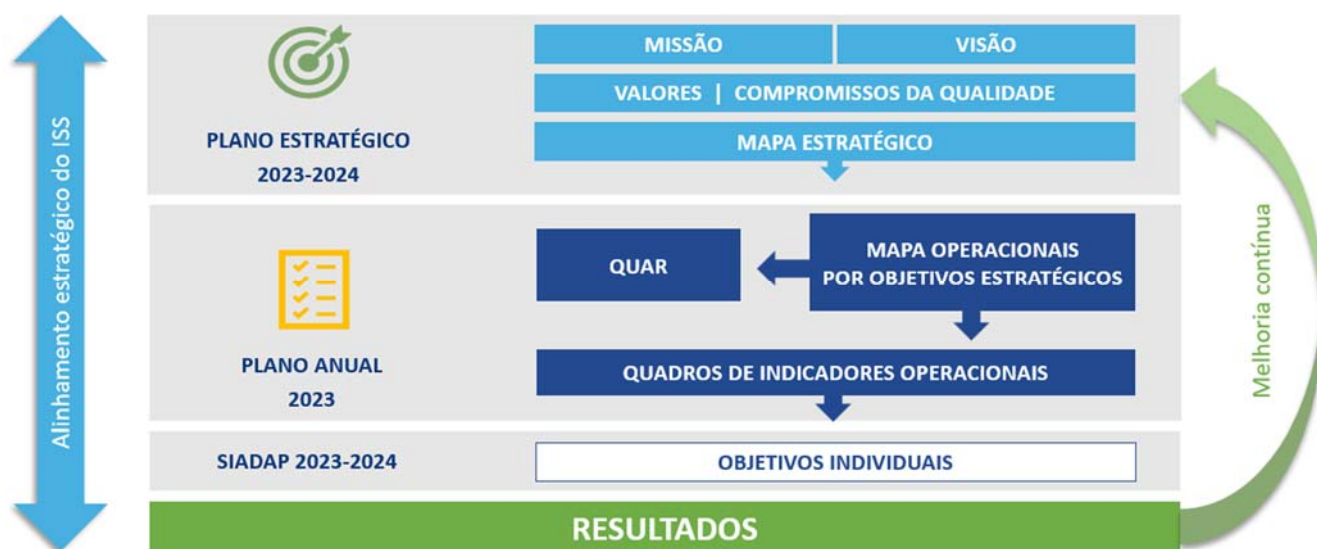 Alinhamento estratégico do ISS
PLANO ESTRATÉGICO
2023-2024
MISSÃO
VISÃO
VALORES | COMPROMISSOS DA QUALIDADE
MAPA ESTRATÉGICO
PLANO ANUAL
2023
QUAR
MAPA OPERACIONAIS
POR OBJETIVOS ESTRATÉGICOS
QUADROS DE INDICADORES OPERACIONAIS
SIADAP 2023-2024
OBJETIVOS INDIVIDUAIS
RESULTADOS
Melhoria contínua